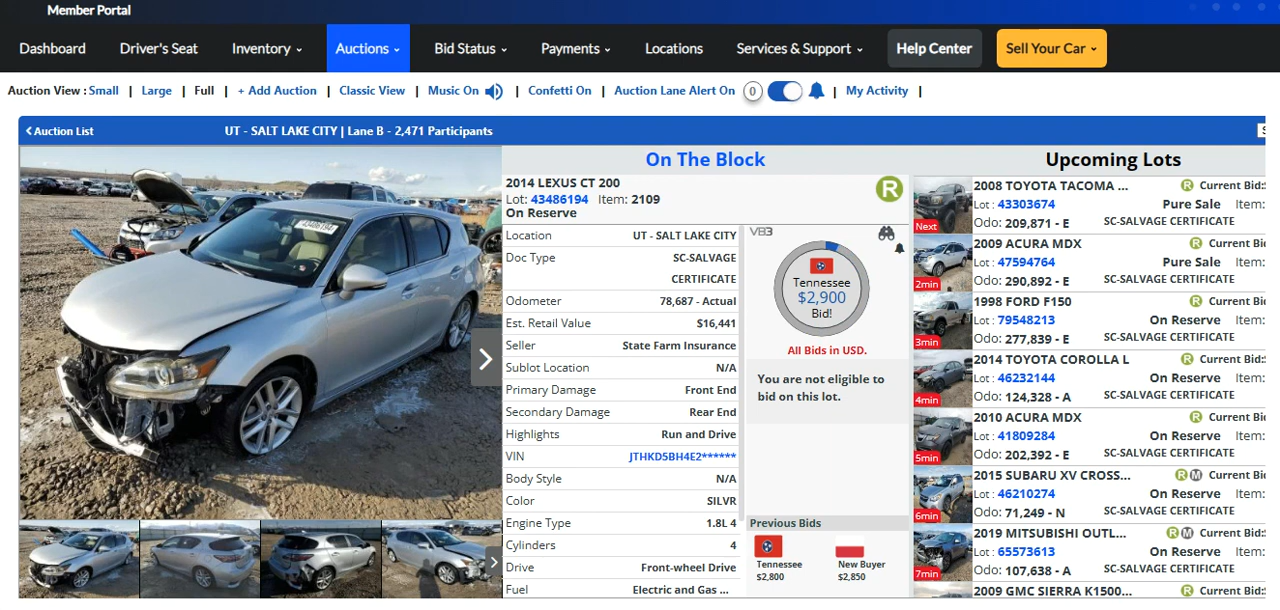 Member Portal
Dashboard Driver's Seat Inventory Auctions Bid Status Payments Locations Services & Support Help Center Sell Your Car
Auction View : Small | Large | Full | + Add Auction | Classic View | Music On | Confetti On | Auction Lane Alert On 0 | My Activity |
Auction List UT - SALT LAKE CITY | Lane B - 2,471 Participants
43486194
On The Block
2014 LEXUS CT 200
Lot: 43486194 Item: 2109
On Reserve
R
Location UT - SALT LAKE CITY
Doc Type SC-SALVAGE
CERTIFICATE
Odometer 78,687 - Actual
Est. Retail Value $16,441
Seller State Farm Insurance
Sublot Location N/A
Primary Damage Front End
Secondary Damage Rear End
Highlights Run and Drive
VIN JTHKD5BH4E2******
Body Style N/A
Color SILVR
Engine Type 1.8L 4
Cylinders 4
Drive Front-wheel Drive
Fuel Electric and Gas ...
VB3
Tennessee
$2,900
Bid!
All Bids in USD.
You are not eligible to
bid on this lot.
Previous Bids
Tennessee
$2,800
New Buyer
$2,850
Upcoming Lots
2008 TOYOTA TACOMA ... R Current Bid:
Lot : 43303674 Pure Sale Item:
Next Odo: 209,871 - E SC-SALVAGE CERTIFICATE
2009 ACURA MDX R Current Bi
Lot : 47594764 Pure Sale Item:
2min Odo: 290,892 - E SC-SALVAGE CERTIFICATE
1998 FORD F150 R Current Bi
Lot : 79548213 On Reserve Item:
3min Odo: 277,839 - E SC-SALVAGE CERTIFICATE
2014 TOYOTA COROLLA L R Current Bid:
Lot : 46232144 On Reserve Item:
4min Odo: 124,328 - A SC-SALVAGE CERTIFICATE
2010 ACURA MDX R Current Bi
Lot : 41809284 On Reserve Item:
5min Odo: 202,392 - E SC-SALVAGE CERTIFICATE
2015 SUBARU XV CROSS... R M Current Bid
Lot : 46210274 On Reserve Item:
6min Odo: 71,249 - N SC-SALVAGE CERTIFICATE
2019 MITSUBISHI OUTL... R M Current Bid:
Lot : 65573613 On Reserve Item:
7min Odo: 107,638 - A SC-SALVAGE CERTIFICATE
2009 GMC SIERRA K1500... R Current Bid: